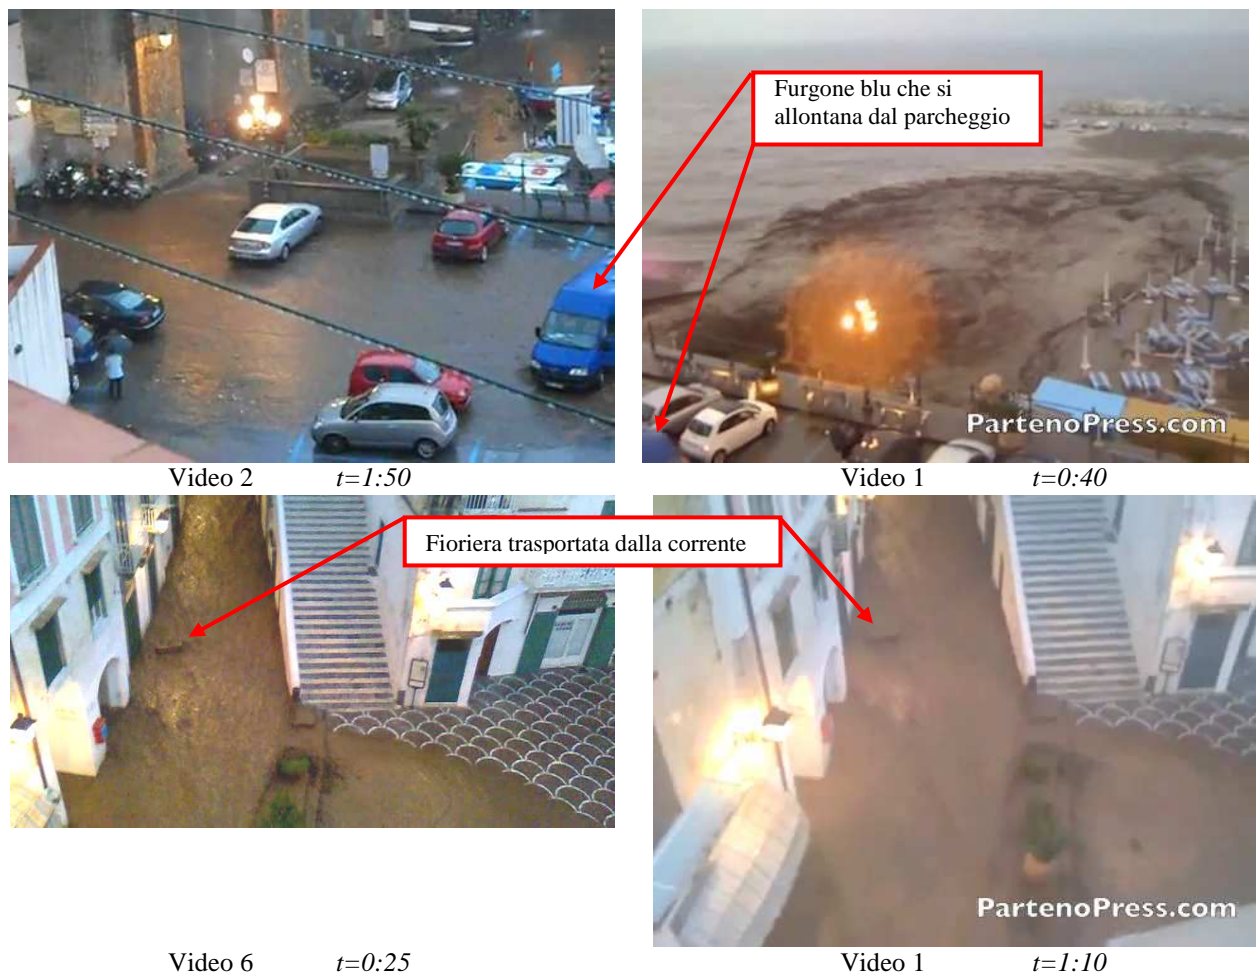 Furgone blu che si
allontana dal parcheggio
PartenoPress.com
Video 2 t=1:50
Video 1 t=0:40
Fioriera trasportata dalla corrente
PartenoPress.com
Video 6 t=0:25
Video 1 t=1:10